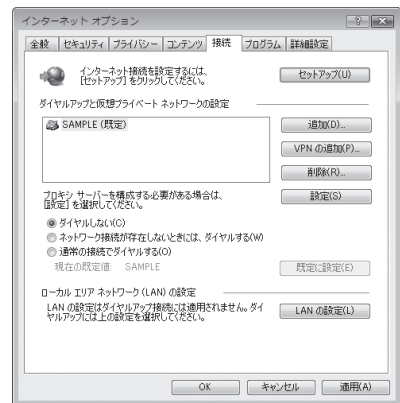 インターネット オプション
全般 セキュリティ プライバシー コンテンツ 接続 プログラム 詳細設定
インターネット接続を設定するには、
[セットアップ] をクリックしてください。
セットアップ(U)
ダイヤルアップと仮想プライベート ネットワークの設定
SAMPLE (既定)
追加(D)...
VPN の追加(P)...
削除(R)...
プロキシ サーバーを構成する必要がある場合は、
[設定] を選択してください。
設定(S)
ダイヤルしない(C)
ネットワーク接続が存在しないときには、ダイヤルする(W)
通常の接続でダイヤルする(O)
現在の既定値: SAMPLE
既定に設定(E)
ローカル エリア ネットワーク (LAN) の設定
LAN の設定はダイヤルアップ接続には適用されません。ダイ
ヤルアップには上の設定を選択してください。
LAN の設定(L)
OK キャンセル 適用(A)